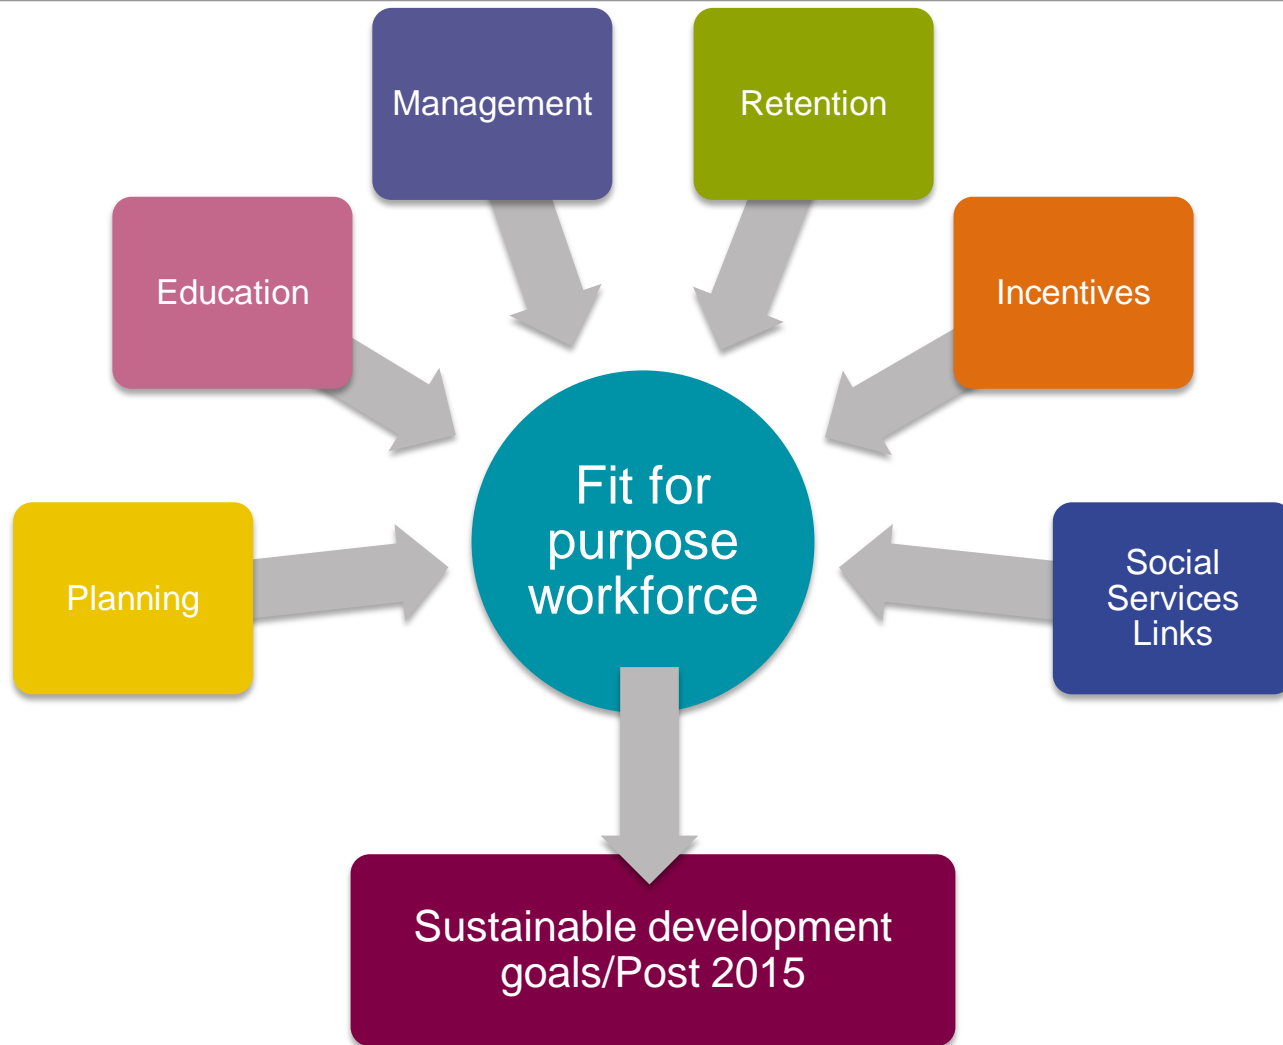 Management
Retention
Education
Incentives
Fit for
purpose
workforce
Planning
Social
Services
Links
Sustainable development
goals/Post 2015